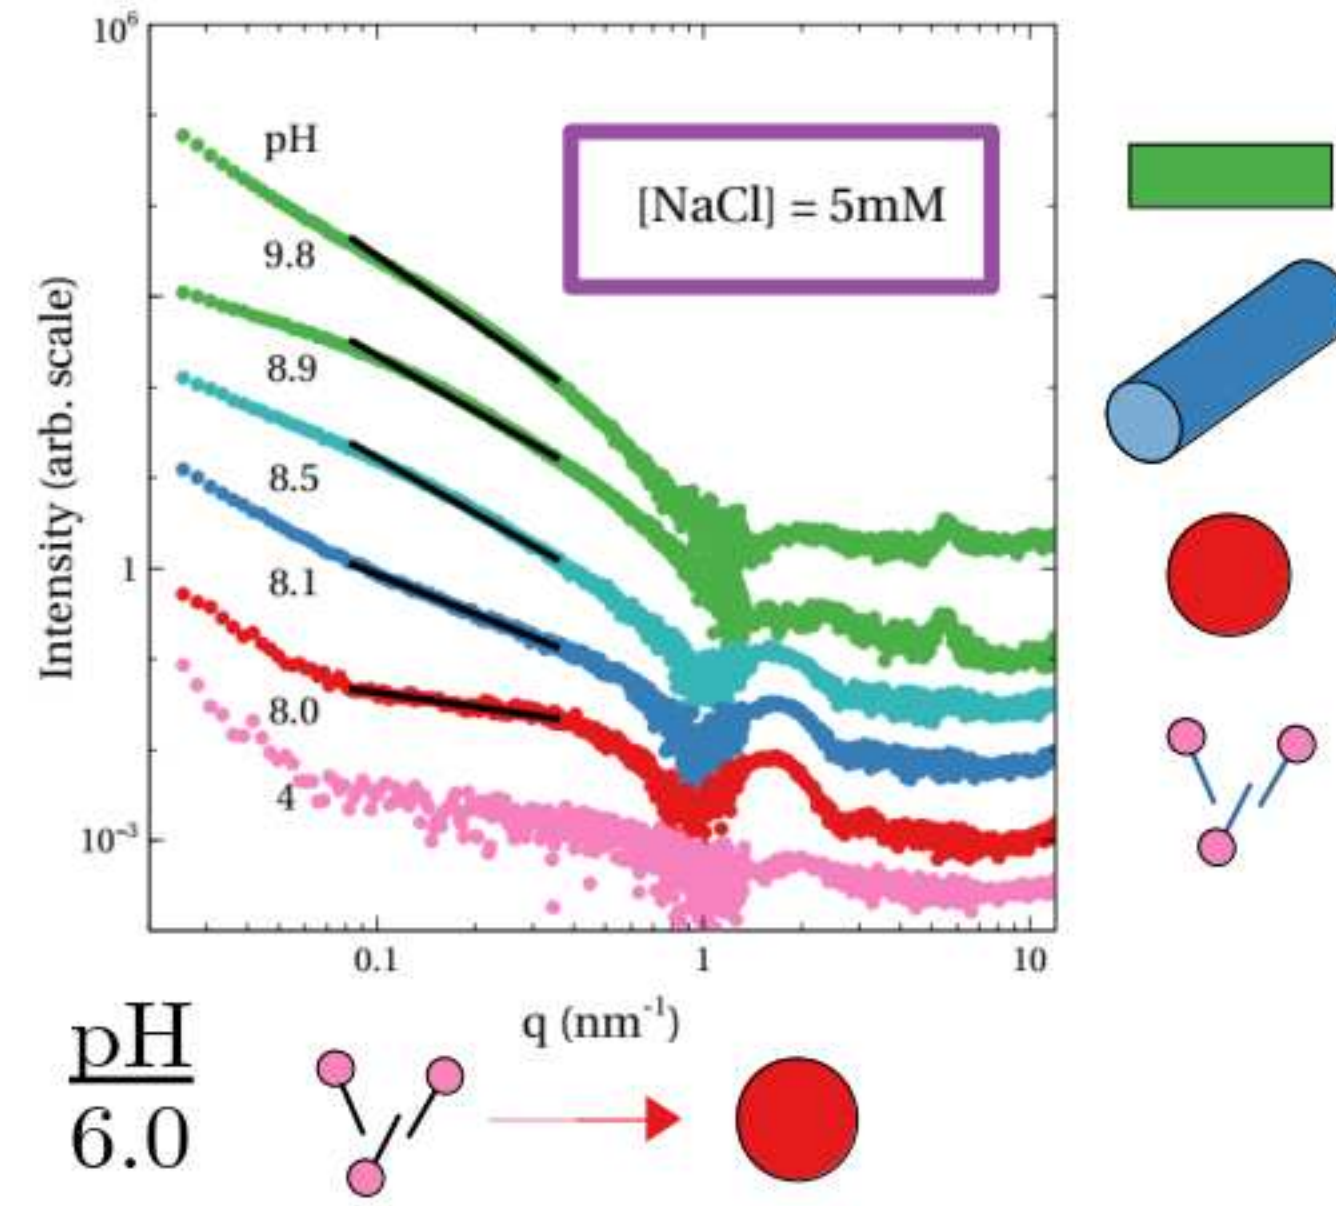 10⁶
pH
[NaCl] = 5mM
9.8
8.9
8.5
8.1
8.0
4
1
10⁻³
Intensity (arb. scale)
0.1
1
10
q (nm⁻¹)
pH
6.0